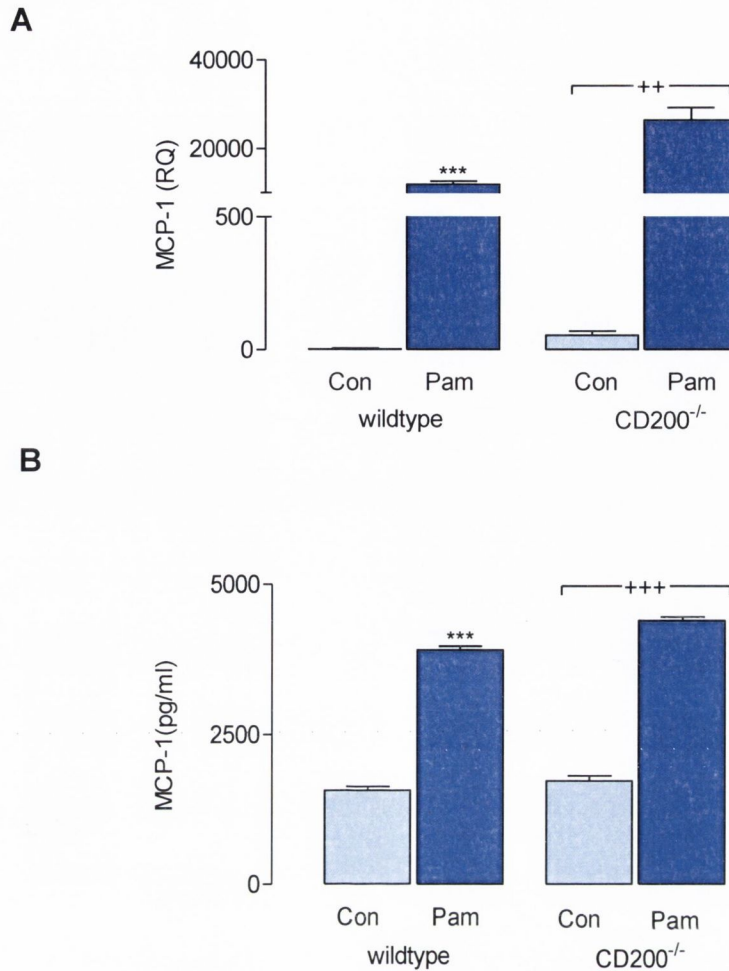 A
40000
++
20000
***
MCP-1 (RQ)
500
0
Con Pam Con Pam
wildtype CD200-/-
B
5000
+++
***
MCP-1(pg/ml)
2500
0
Con Pam Con Pam
wildtype CD200-/-